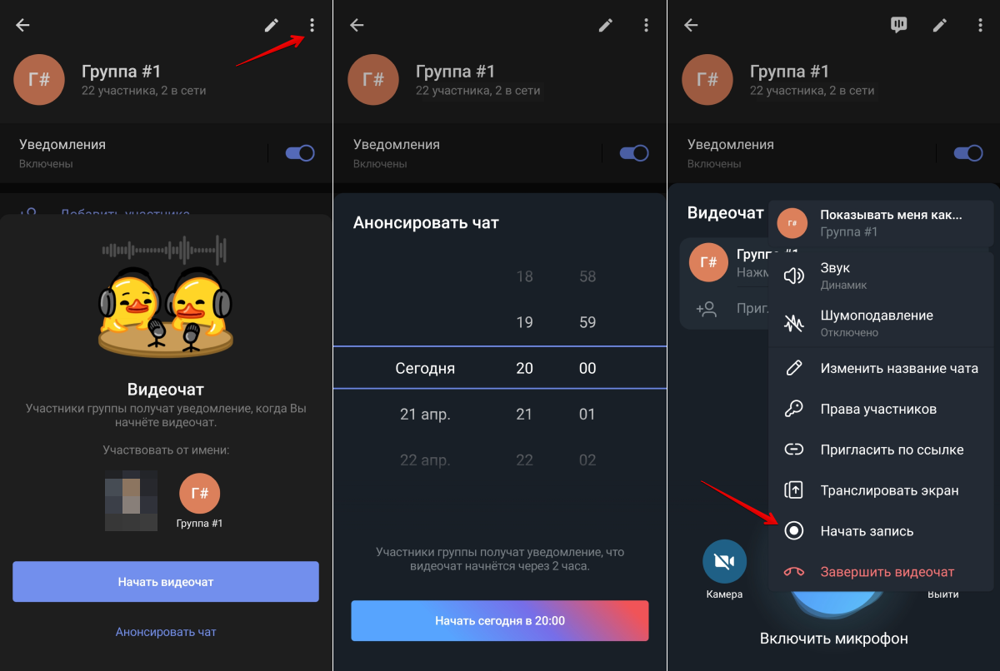 Г#
Группа #1
22 участника, 2 в сети
Уведомления
Включены
Добавить участника
Видеочат
Участники группы получат уведомление, когда Вы
начнёте видеочат.
Участвовать от имени:
Г#
Группа #1
Начать видеочат
Анонсировать чат
Г#
Группа #1
22 участника, 2 в сети
Уведомления
Включены
Анонсировать чат
18 58
19 59
Сегодня 20 00
21 апр. 21 01
22 апр. 22 02
Участники группы получат уведомление, что
видеочат начнётся через 2 часа.
Начать сегодня в 20:00
Г#
Группа #1
22 участника, 2 в сети
Уведомления
Включены
Видеочат
Г#
Группа #1
Нажм
Приг.
Г#
Показывать меня как...
Группа #1
Звук
Динамик
Шумоподавление
Отключено
Изменить название чата
Права участников
Пригласить по ссылке
Транслировать экран
Начать запись
Завершить видеочат
Камера
Выйти
Включить микрофон